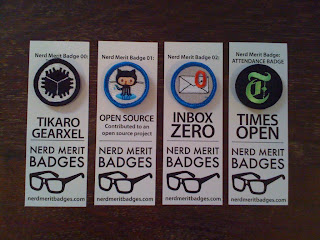 Nerd Merit Badge 00:
TIKARO
GEARXEL
NERD MERIT
BADGES
nerdmeritbadges.com
Nerd Merit Badge 01:
OPEN SOURCE
Contributed to an
open source project
NERD MERIT
BADGES
nerdmeritbadges.com
Nerd Merit Badge 02:
0
INBOX
ZERO
NERD MERIT
BADGES
nerdmeritbadges.com
Nerd Merit Badge:
ATTENDANCE BADGE
T
TIMES
OPEN
NERD MERIT
BADGES
nerdmeritbadges.com